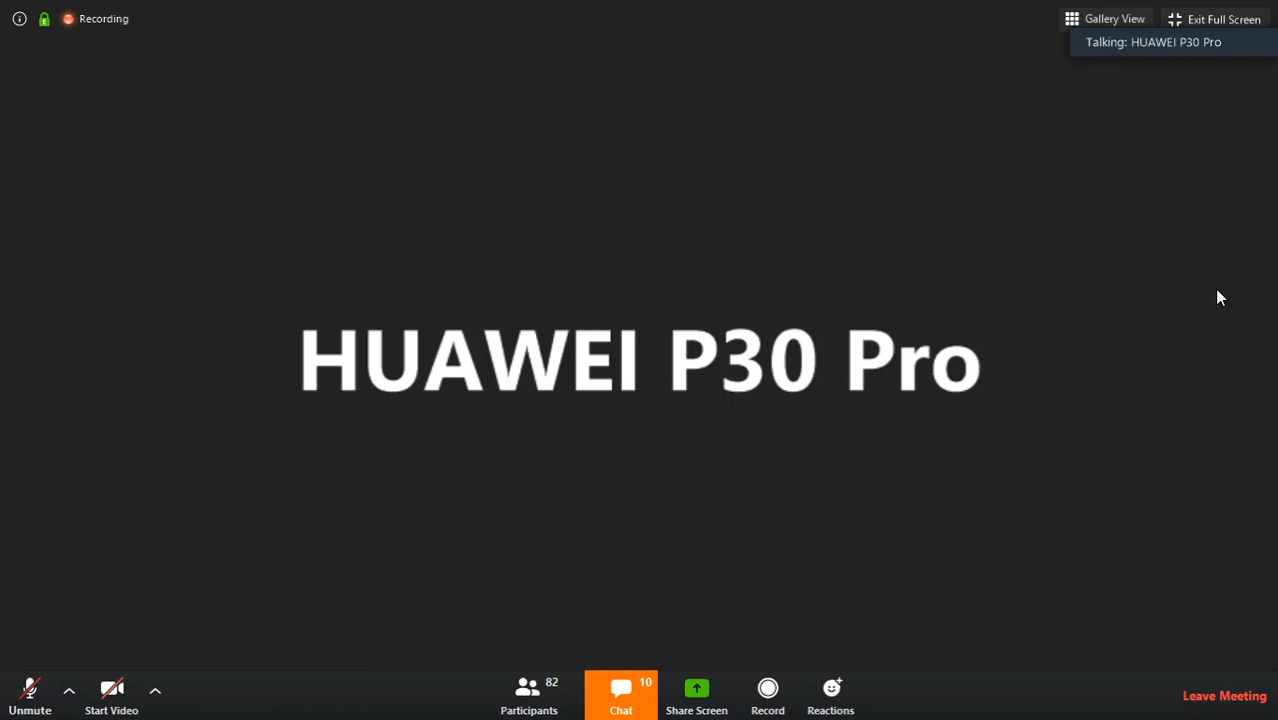 Recording
Gallery View
Exit Full Screen
Talking: HUAWEI P30 Pro
HUAWEI P30 Pro
Unmute
Start Video
82
Participants
10
Chat
Share Screen
Record
Reactions
Leave Meeting